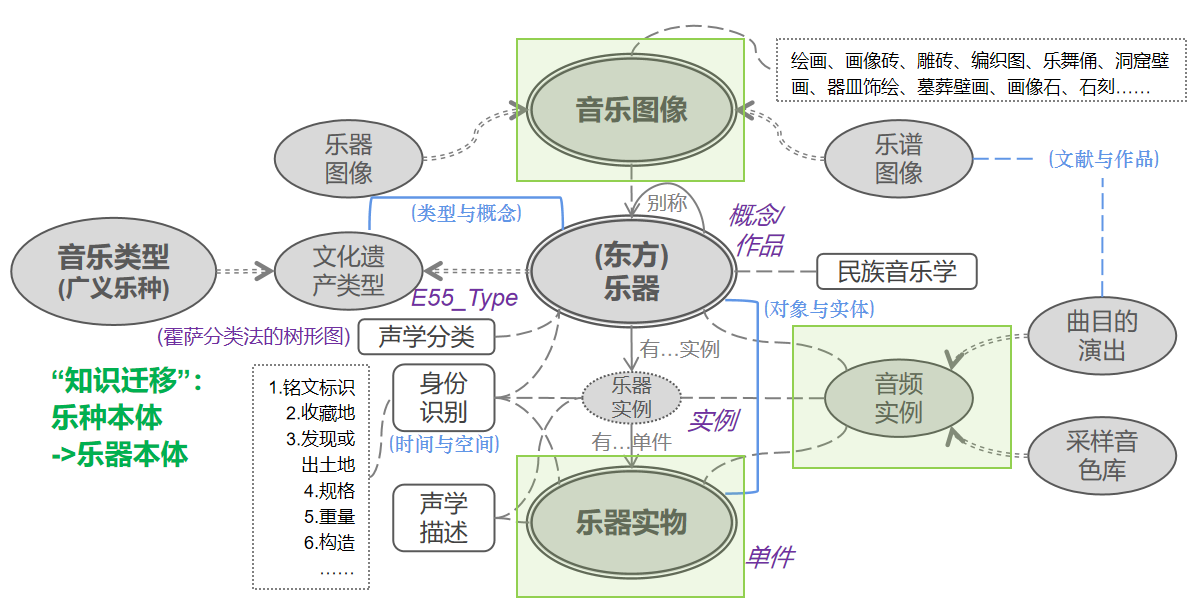 绘画、画像砖、雕砖、编织图、乐舞俑、洞窟壁
画、器皿饰绘、墓葬壁画、画像石、石刻……
音乐图像
乐器
图像
乐谱
图像
(文献与作品)
别称
(类型与概念)
概念/
作品
音乐类型
(广义乐种)
文化遗
产类型
(东方)
乐器
民族音乐学
E55_Type
(对象与实体)
(霍萨分类法的树形图)
声学分类
曲目的
演出
有…实例
“知识迁移”：
乐种本体
->乐器本体
1.铭文标识
2.收藏地
3.发现或
出土地
4.规格
5.重量
6.构造
……
身份
识别
乐器
实例
音频
实例
实例
(时间与空间)
有…单件
采样音
色库
声学
描述
乐器实物
单件